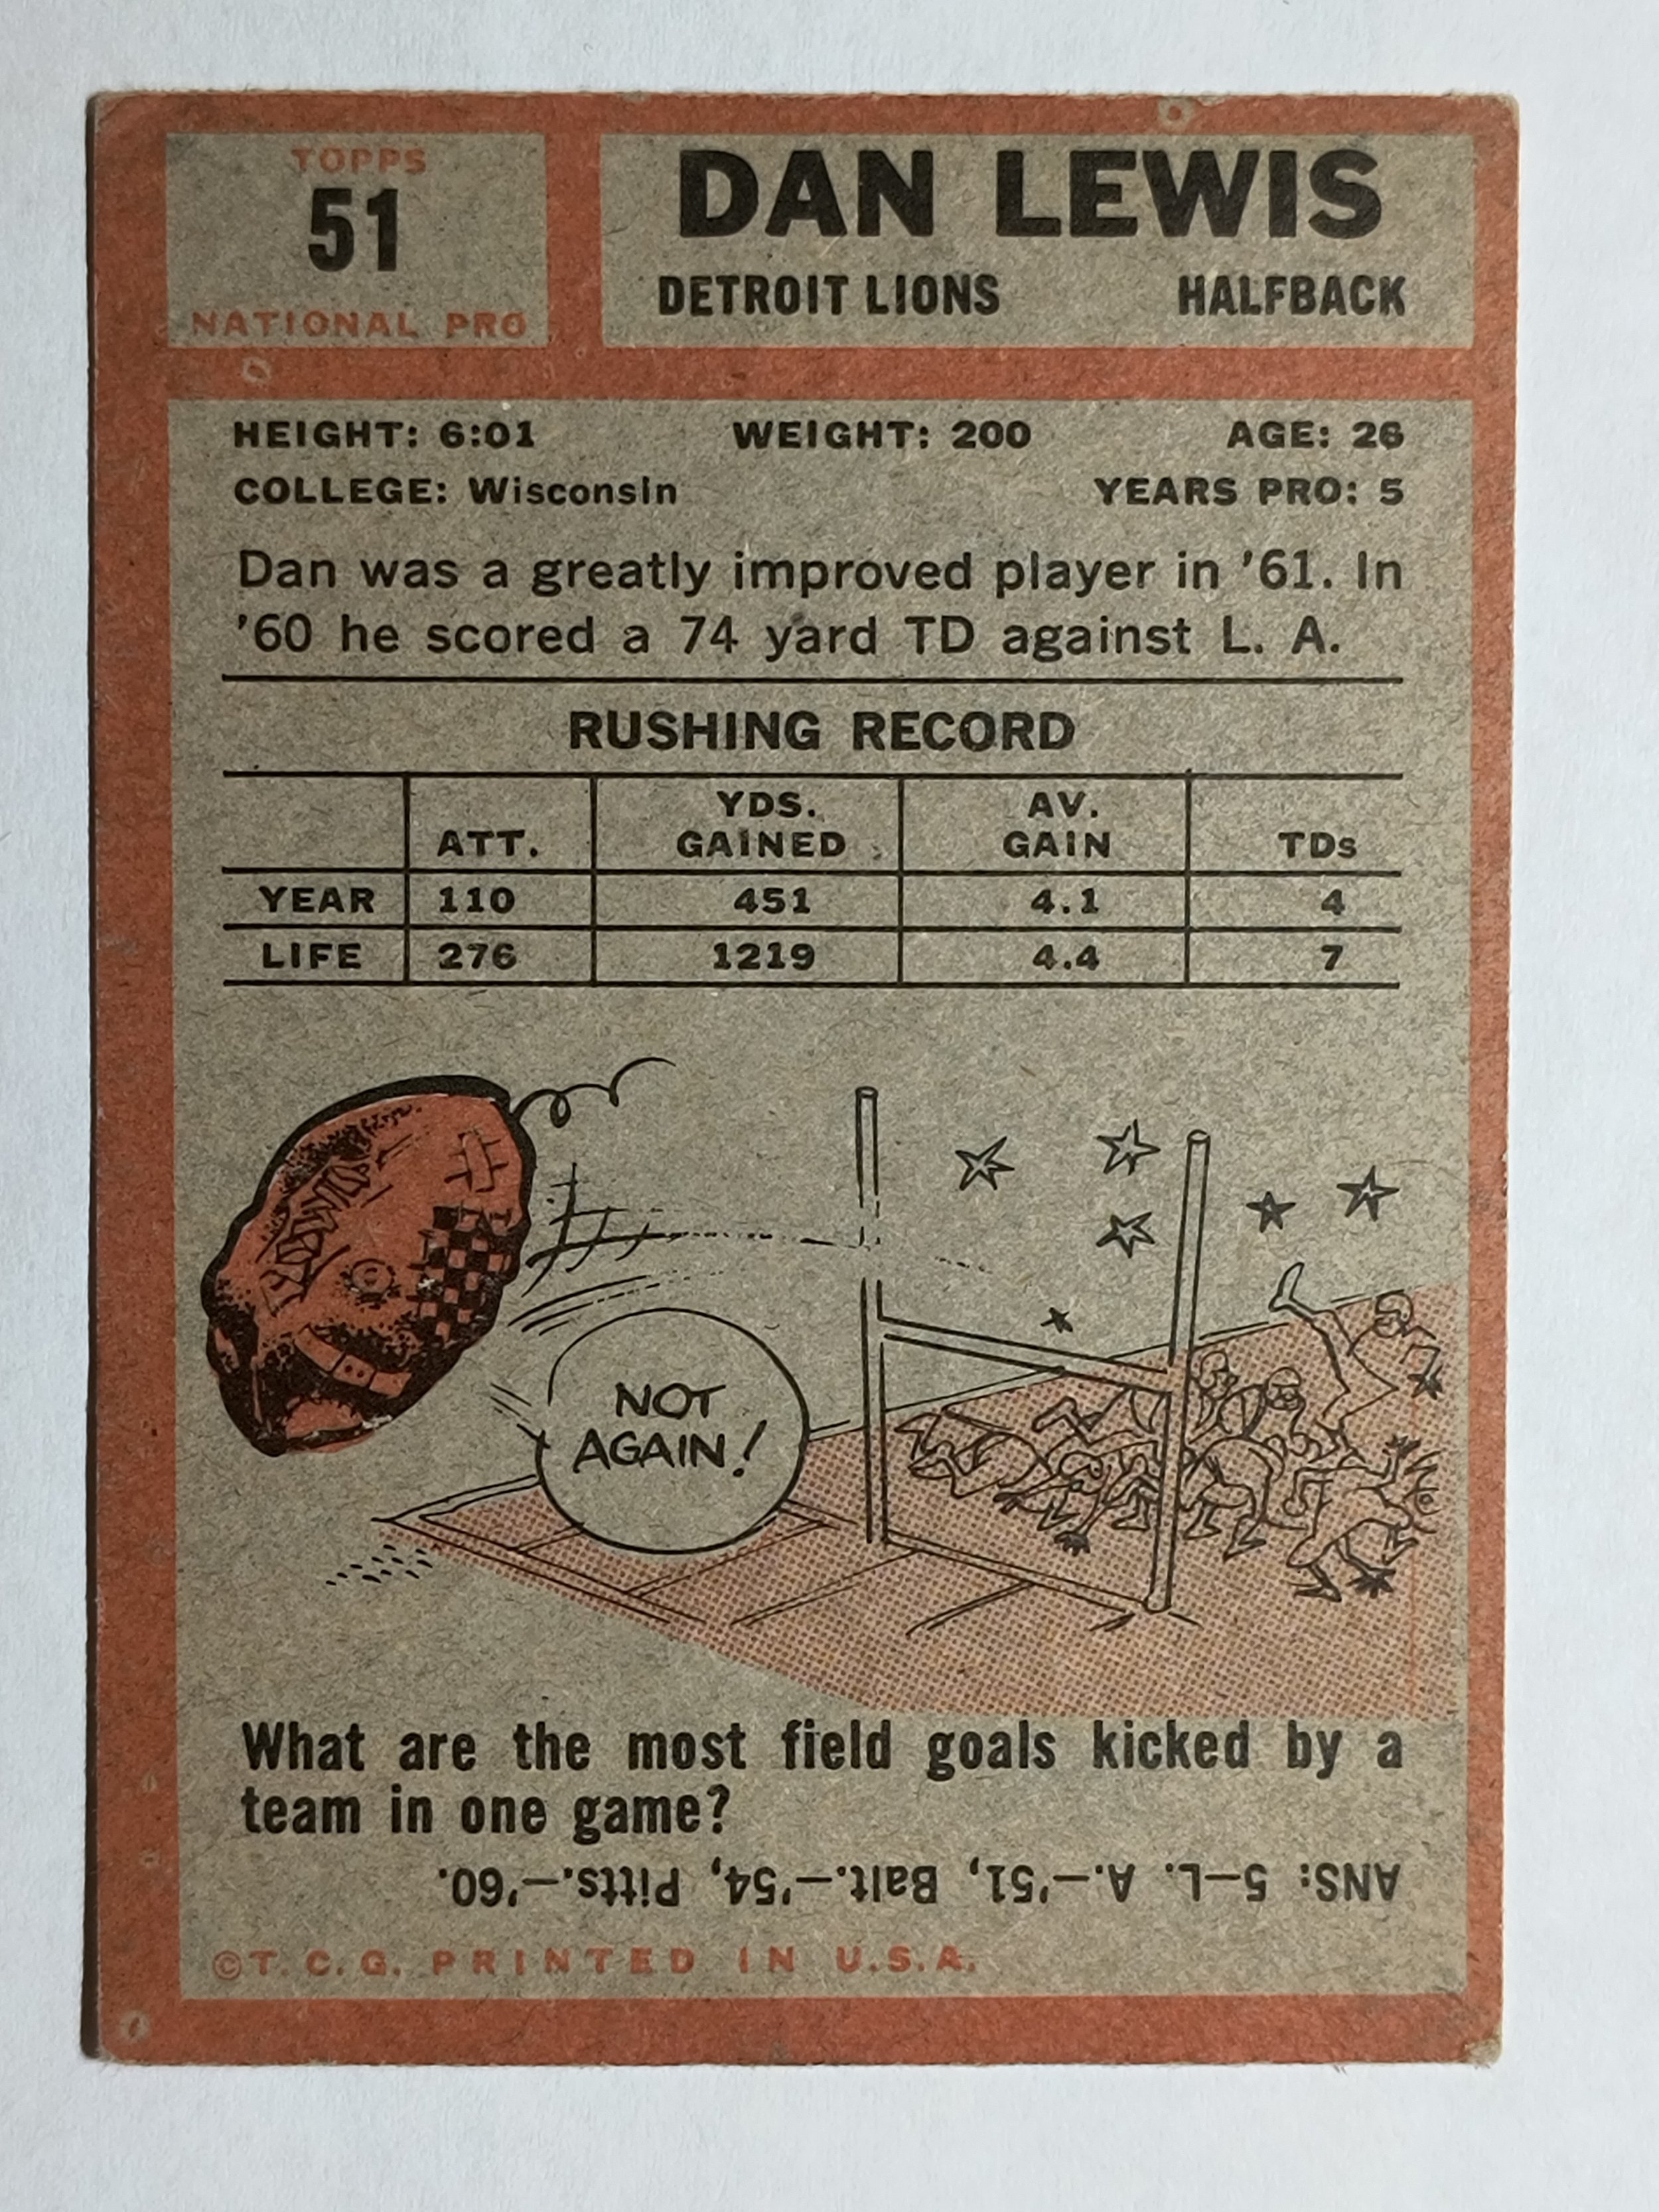 TOPPS
51
NATIONAL PRO
DAN LEWIS
DETROIT LIONS HALFBACK
HEIGHT: 6:01 WEIGHT: 200 AGE: 26
COLLEGE: Wisconsin YEARS PRO: 5
Dan was a greatly improved player in '61. In
'60 he scored a 74 yard TD against L. A.
RUSHING RECORD
ATT. YDS. GAINED AV. GAIN TDs
YEAR 110 451 4.1 4
LIFE 276 1219 4.4 7
NOT
AGAIN!
What are the most field goals kicked by a
team in one game?
ANS: 5—L. A.—'51, Balt.—'54, Pitts.—'60.
©T.C.G. PRINTED IN U.S.A.